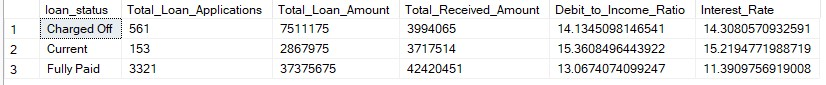 loan_status Total_Loan_Applications Total_Loan_Amount Total_Received_Amount Debt_to_Income_Ratio Interest_Rate
1 Charged Off 561 7511175 3994065 14.1345098146541 14.3080570932591
2 Current 153 2867975 3717514 15.3608496443922 15.2194771988719
3 Fully Paid 3321 37375675 42420451 13.0674074099247 11.3909756919008